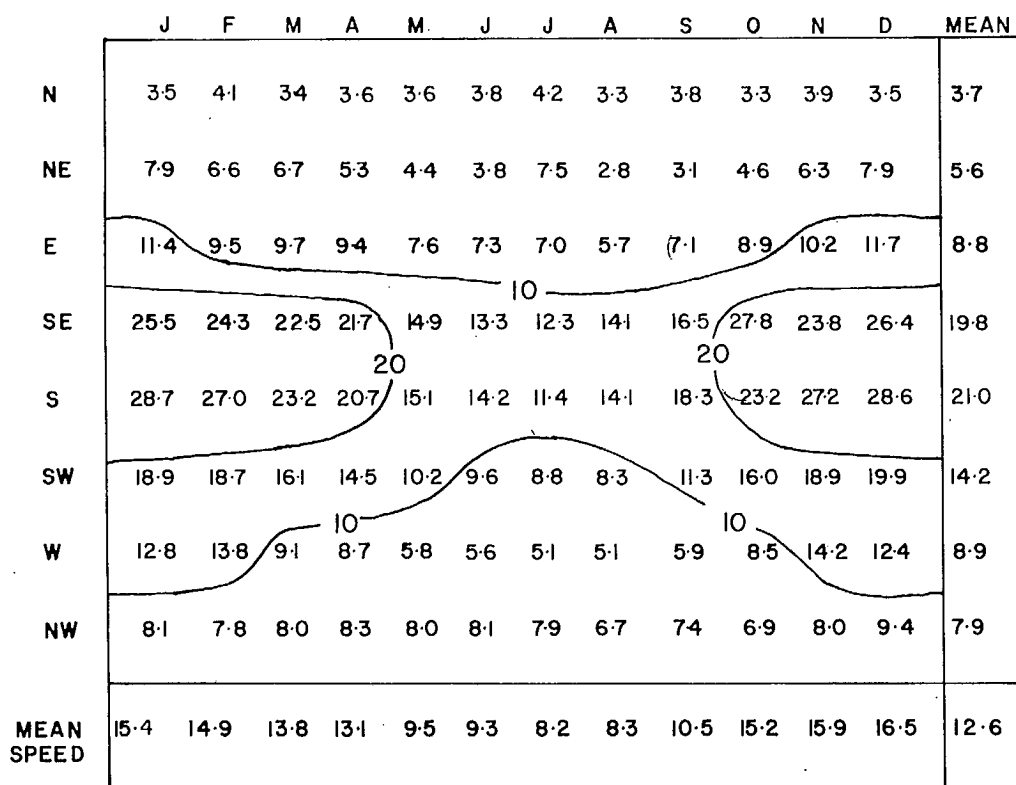 J F M A M J J A S O N D MEAN
N 3·5 4·1 3·4 3·6 3·6 3·8 4·2 3·3 3·8 3·3 3·9 3·5 3·7
NE 7·9 6·6 6·7 5·3 4·4 3·8 7·5 2·8 3·1 4·6 6·3 7·9 5·6
E 11·4 9·5 9·7 9·4 7·6 7·3 7·0 5·7 7·1 8·9 10·2 11·7 8·8
10
SE 25·5 24·3 22·5 21·7 14·9 13·3 12·3 14·1 16·5 27·8 23·8 26·4 19·8
20 20
S 28·7 27·0 23·2 20·7 15·1 14·2 11·4 14·1 18·3 23·2 27·2 28·6 21·0
SW 18·9 18·7 16·1 14·5 10·2 9·6 8·8 8·3 11·3 16·0 18·9 19·9 14·2
10 10
W 12·8 13·8 9·1 8·7 5·8 5·6 5·1 5·1 5·9 8·5 14·2 12·4 8·9
NW 8·1 7·8 8·0 8·3 8·0 8·1 7·9 6·7 7·4 6·9 8·0 9·4 7·9
MEAN 15·4 14·9 13·8 13·1 9·5 9·3 8·2 8·3 10·5 15·2 15·9 16·5 12·6
SPEED